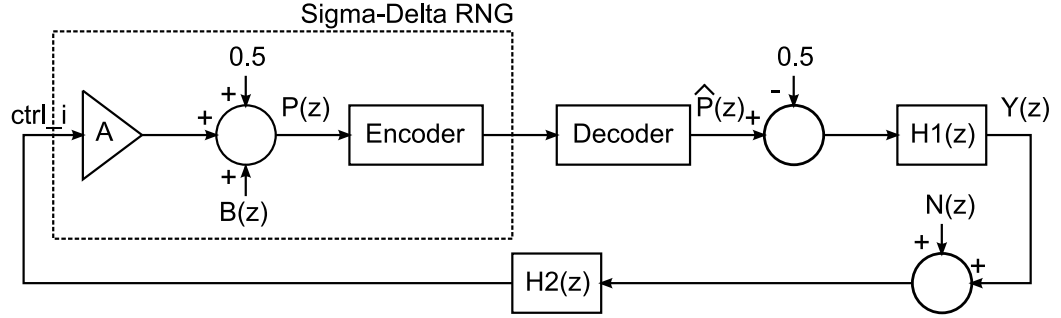 Sigma-Delta RNG
0.5
0.5
ctrl_i
+
P(z)
P̂(z)
-
Y(z)
+
A
Encoder
Decoder
+
H1(z)
+
B(z)
N(z)
+
+
H2(z)